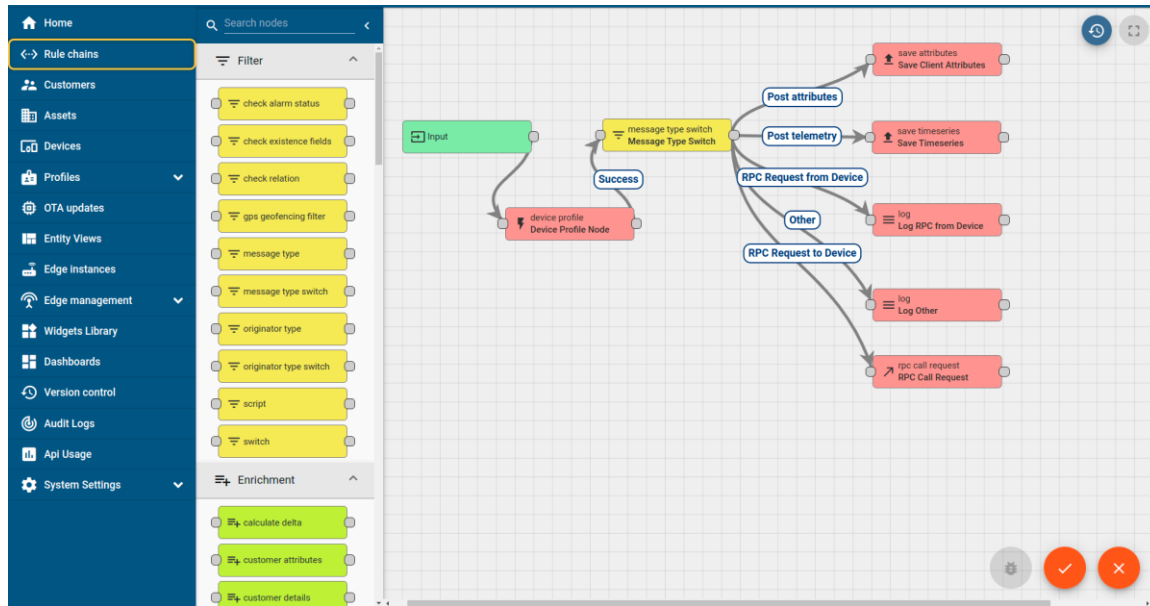 Home
Rule chains
Customers
Assets
Devices
Profiles
OTA updates
Entity Views
Edge instances
Edge management
Widgets Library
Dashboards
Version control
Audit Logs
Api Usage
System Settings
Search nodes
Filter
check alarm status
check existence fields
check relation
gps geofencing filter
message type
message type switch
originator type
originator type switch
script
switch
Enrichment
calculate delta
customer attributes
customer details
Input
device profile
Device Profile Node
Success
message type switch
Message Type Switch
Post attributes
Post telemetry
RPC Request from Device
Other
RPC Request to Device
save attributes
Save Client Attributes
save timeseries
Save Timeseries
log
Log RPC from Device
log
Log Other
rpc call request
RPC Call Request